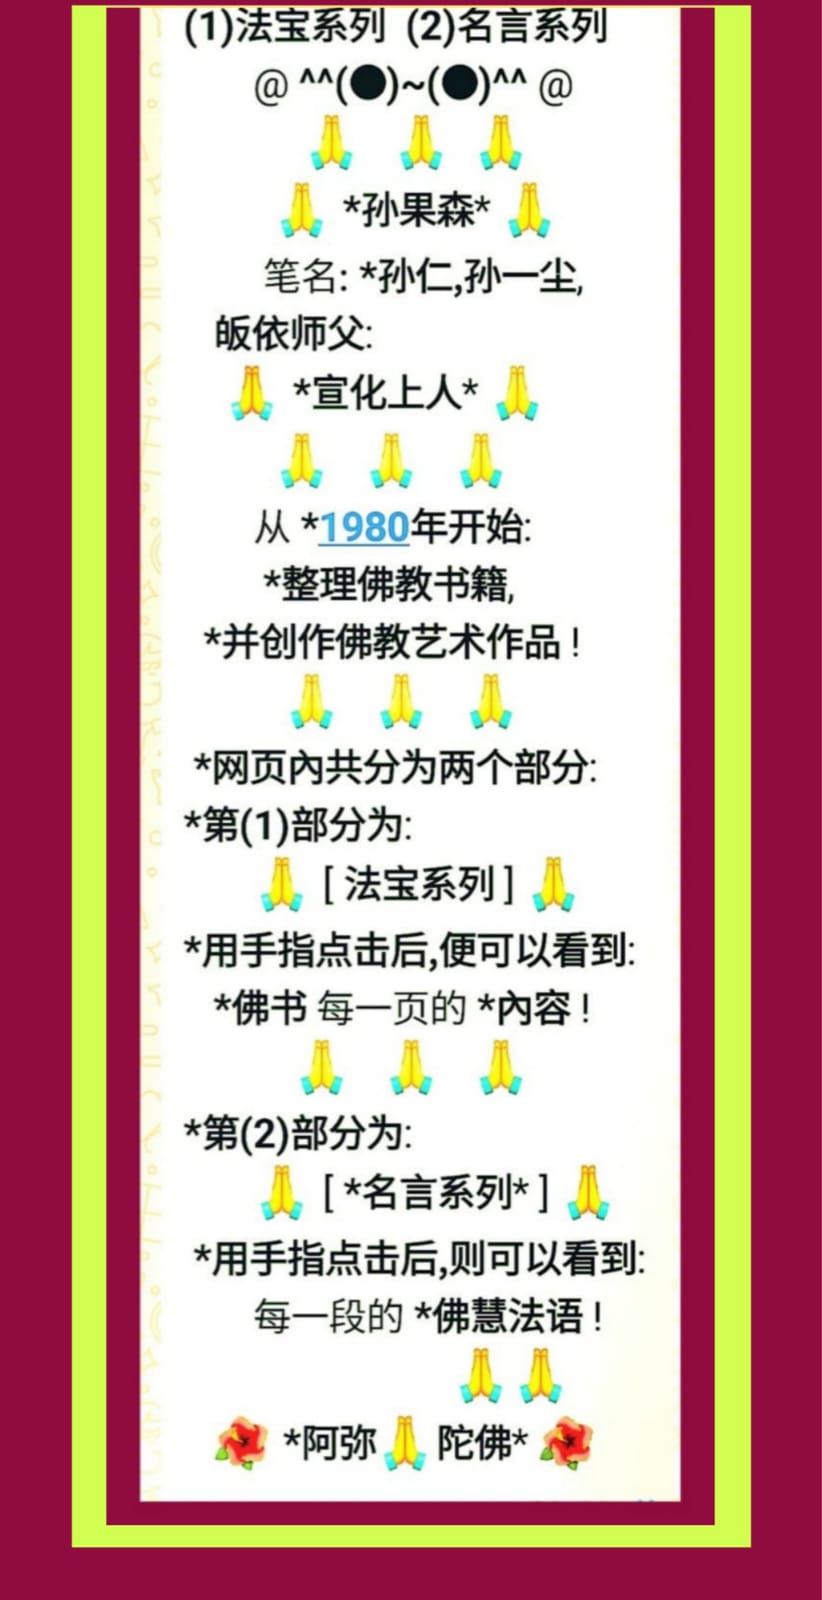 (1)法宝系列 (2)名言系列
@ ^^(●)~(●)^^ @
🙏 🙏 🙏
🙏 *孙果森* 🙏
笔名: *孙仁,孙一尘,
皈依师父:
🙏 *宣化上人* 🙏
🙏 🙏 🙏
从 *1980年开始:
*整理佛教书籍,
*并创作佛教艺术作品 !
🙏 🙏 🙏
*网页內共分为两个部分:
*第(1)部分为:
🙏 [ 法宝系列 ] 🙏
*用手指点击后,便可以看到:
*佛书 每一页的 *內容 !
🙏 🙏 🙏
*第(2)部分为:
🙏 [ *名言系列* ] 🙏
*用手指点击后,则可以看到:
每一段的 *佛慧法语 !
🙏 🙏
🌺 *阿弥🙏陀佛* 🌺